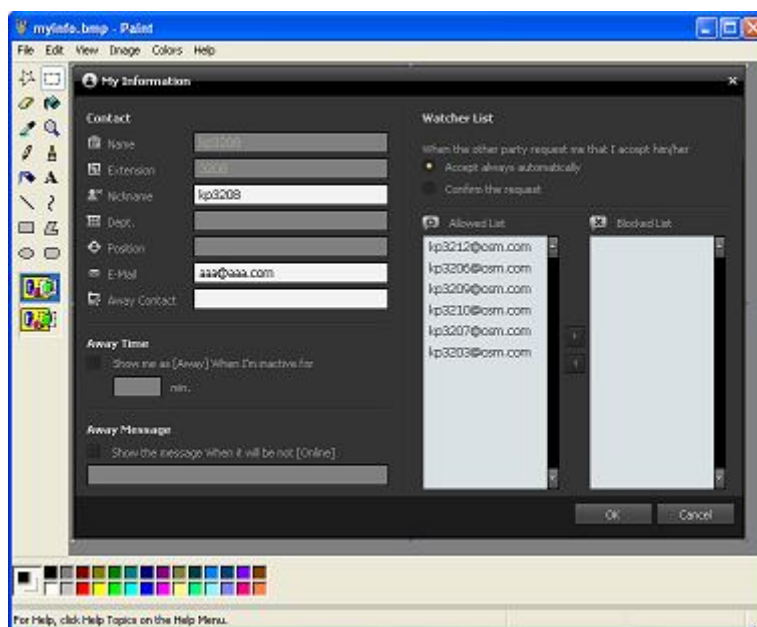 myinfo.bmp - Paint
File Edit View Image Colors Help
My Information
Contact
Name kp3208
Extension 3208
Nickname kp3208
Dept.
Position
E-Mail aaa@aaa.com
Away Contact
Away Time
Show me as [Away] When I'm inactive for
min.
Away Message
Show the message When it will be not [Online]
Watcher List
When the other party request me that I accept him/her
Accept always automatically
Confirm the request
Allowed List
kp3212@osm.com
kp3206@osm.com
kp3209@osm.com
kp3210@osm.com
kp3207@osm.com
kp3203@osm.com
Blocked List
OK Cancel
For Help, click Help Topics on the Help Menu.